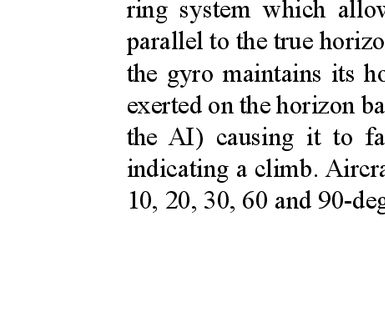 ring system which allow
parallel to the true horizo
the gyro maintains its ho
exerted on the horizon ba
the AI) causing it to fa
indicating a climb. Aircra
10, 20, 30, 60 and 90-deg